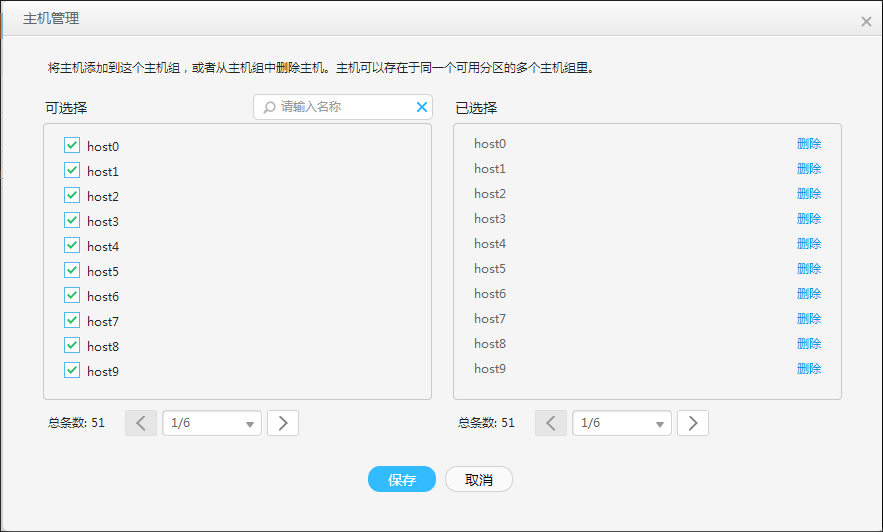 主机管理
将主机添加到这个主机组，或者从主机组中删除主机。主机可以存在于同一个可用分区的多个主机组里。
可选择
请输入名称
host0
host1
host2
host3
host4
host5
host6
host7
host8
host9
总条数: 51
1/6
已选择
host0 删除
host1 删除
host2 删除
host3 删除
host4 删除
host5 删除
host6 删除
host7 删除
host8 删除
host9 删除
总条数: 51
1/6
保存
取消